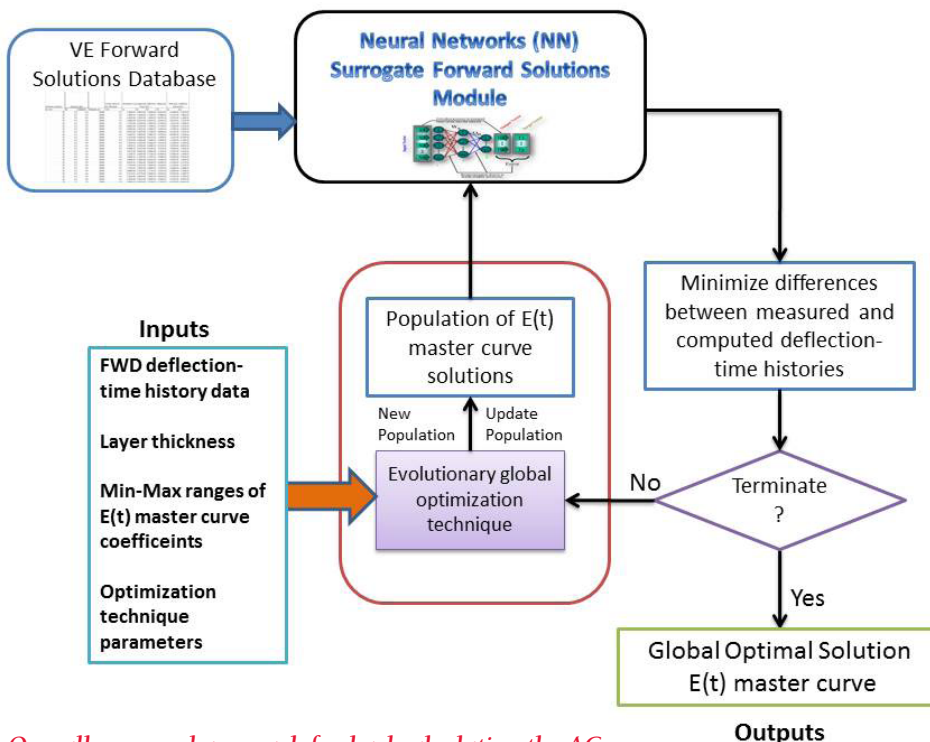 VE Forward
Solutions Database
Neural Networks (NN)
Surrogate Forward Solutions
Module
Minimize differences
between measured and
computed deflection-
time histories
Inputs
FWD deflection-
time history data
Layer thickness
Min-Max ranges of
E(t) master curve
coefficeints
Optimization
technique
parameters
Population of E(t)
master curve
solutions
New
Population
Update
Population
Evolutionary global
optimization
technique
No
Terminate
?
Yes
Global Optimal Solution
E(t) master curve
Outputs